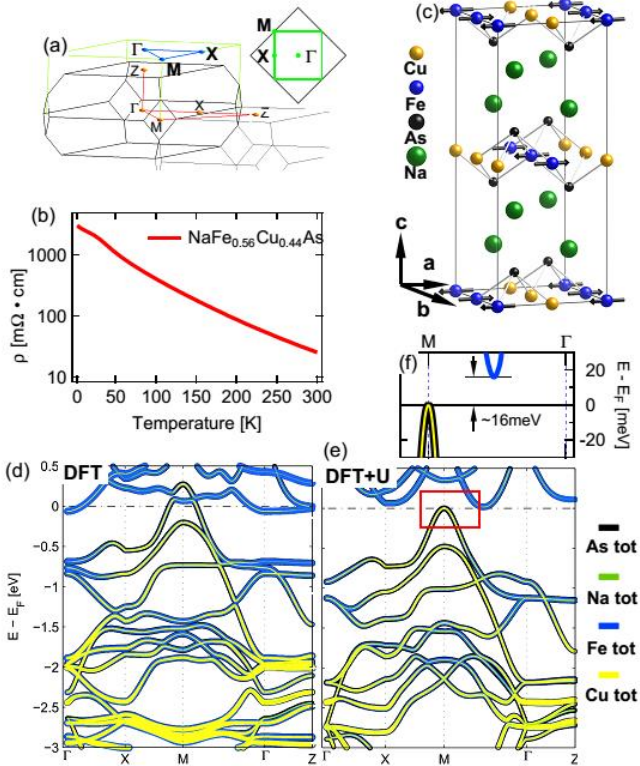 (a)
M
Γ
X
M
Z
Γ
X
M
Z̅
M
X
Γ
(c)
Cu
Fe
As
Na
c
a
b
(b)
NaFe0.56Cu0.44As
1000
100
10
ρ [mΩ • cm]
0 50 100 150 200 250 300
Temperature [K]
M Γ
(f)
20
0
-20
E - EF [meV]
~16meV
(d) DFT
0.5
0
−0.5
−1
−1.5
−2
−2.5
−3
E − EF [eV]
Γ X M Γ Z
(e)
DFT+U
Γ X M Γ Z
As tot
Na tot
Fe tot
Cu tot